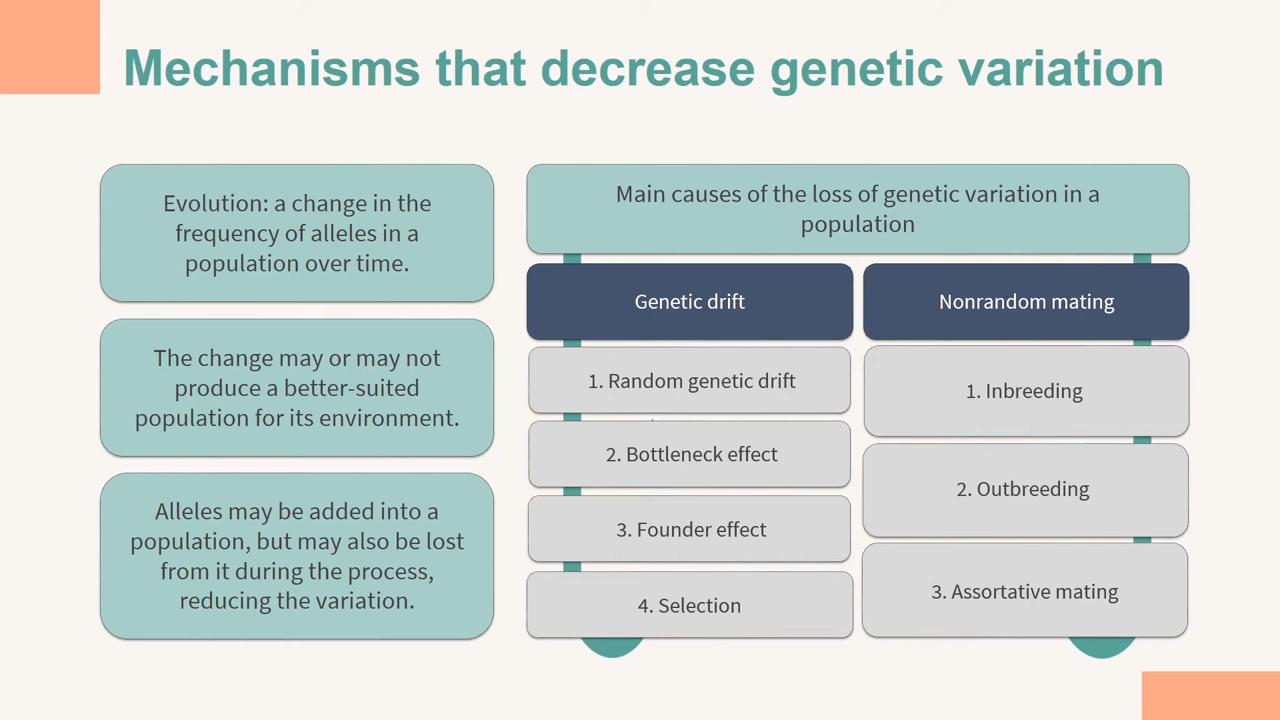 Mechanisms that decrease genetic variation
Evolution: a change in the
frequency of alleles in a
population over time.
The change may or may not
produce a better-suited
population for its environment.
Alleles may be added into a
population, but may also be lost
from it during the process,
reducing the variation.
Main causes of the loss of genetic variation in a
population
Genetic drift
1. Random genetic drift
2. Bottleneck effect
3. Founder effect
4. Selection
Nonrandom mating
1. Inbreeding
2. Outbreeding
3. Assortative mating